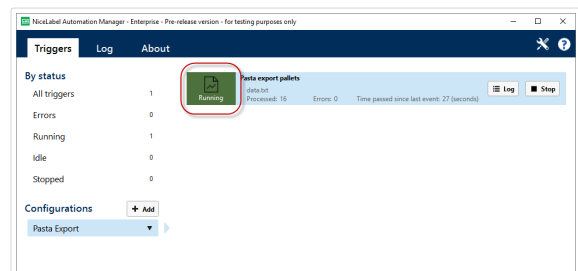 NiceLabel Automation Manager - Enterprise - Pre-release version - for testing purposes only
Triggers Log About
By status
All triggers 1
Errors 0
Running 1
Idle 0
Stopped 0
Configurations + Add
Pasta Export
Pasta export pallets
data.txt
Running
Processed: 16 Errors: 0 Time passed since last event: 27 (seconds)
Log Stop